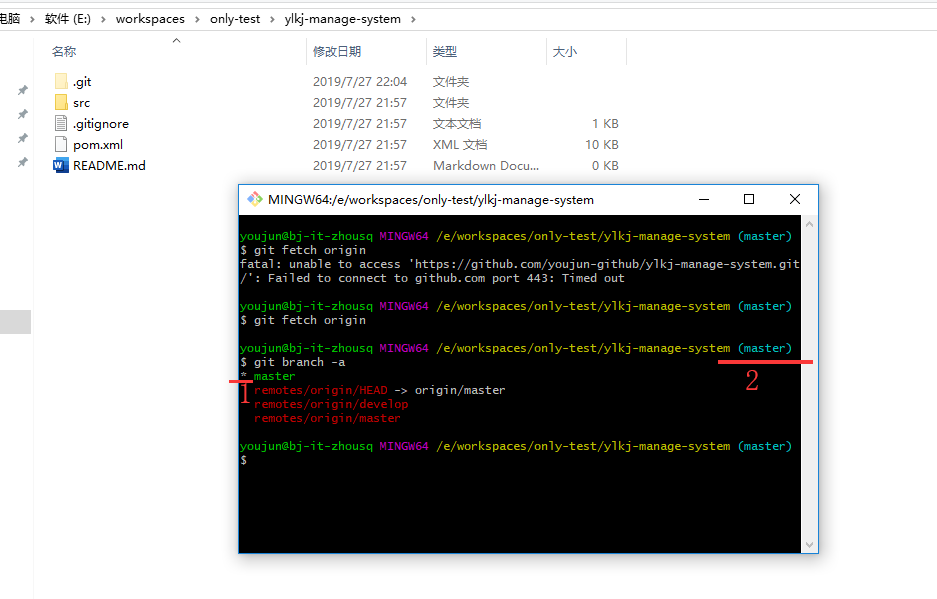 电脑 › 软件 (E:) › workspaces › only-test › ylkj-manage-system ›
名称 修改日期 类型 大小
.git 2019/7/27 22:04 文件夹
src 2019/7/27 21:57 文件夹
.gitignore 2019/7/27 21:57 文本文档 1 KB
pom.xml 2019/7/27 21:57 XML 文档 10 KB
README.md 2019/7/27 21:57 Markdown Docu... 0 KB
MINGW64:/e/workspaces/only-test/ylkj-manage-system
youjun@bj-it-zhousq MINGW64 /e/workspaces/only-test/ylkj-manage-system (master)
$ git fetch origin
fatal: unable to access 'https://github.com/youjun-github/ylkj-manage-system.git
/': Failed to connect to github.com port 443: Timed out
youjun@bj-it-zhousq MINGW64 /e/workspaces/only-test/ylkj-manage-system (master)
$ git fetch origin
youjun@bj-it-zhousq MINGW64 /e/workspaces/only-test/ylkj-manage-system (master)
$ git branch -a
* master
2
1
remotes/origin/HEAD -> origin/master
remotes/origin/develop
remotes/origin/master
youjun@bj-it-zhousq MINGW64 /e/workspaces/only-test/ylkj-manage-system (master)
$